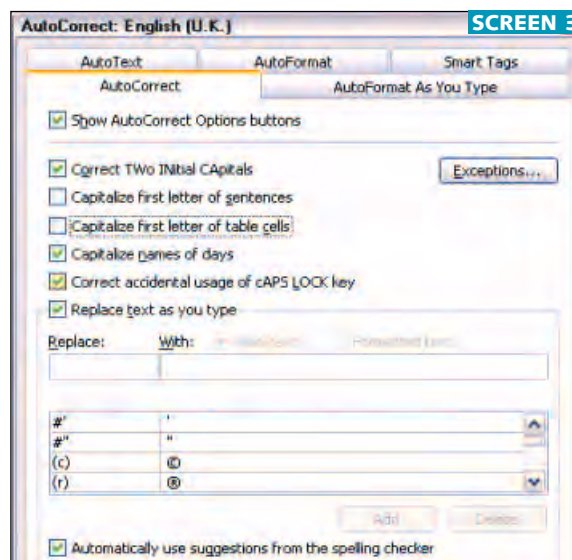 AutoCorrect: English (U.K.)
SCREEN 3
AutoText AutoFormat Smart Tags
AutoCorrect AutoFormat As You Type
Show AutoCorrect Options buttons
Correct TWo INitial CApitals Exceptions...
Capitalize first letter of sentences
Capitalize first letter of table cells
Capitalize names of days
Correct accidental usage of cAPS LOCK key
Replace text as you type
Replace: With: Formatted text
#' '
#" "
(c) ©
(r) ®
Add Delete
Automatically use suggestions from the spelling checker